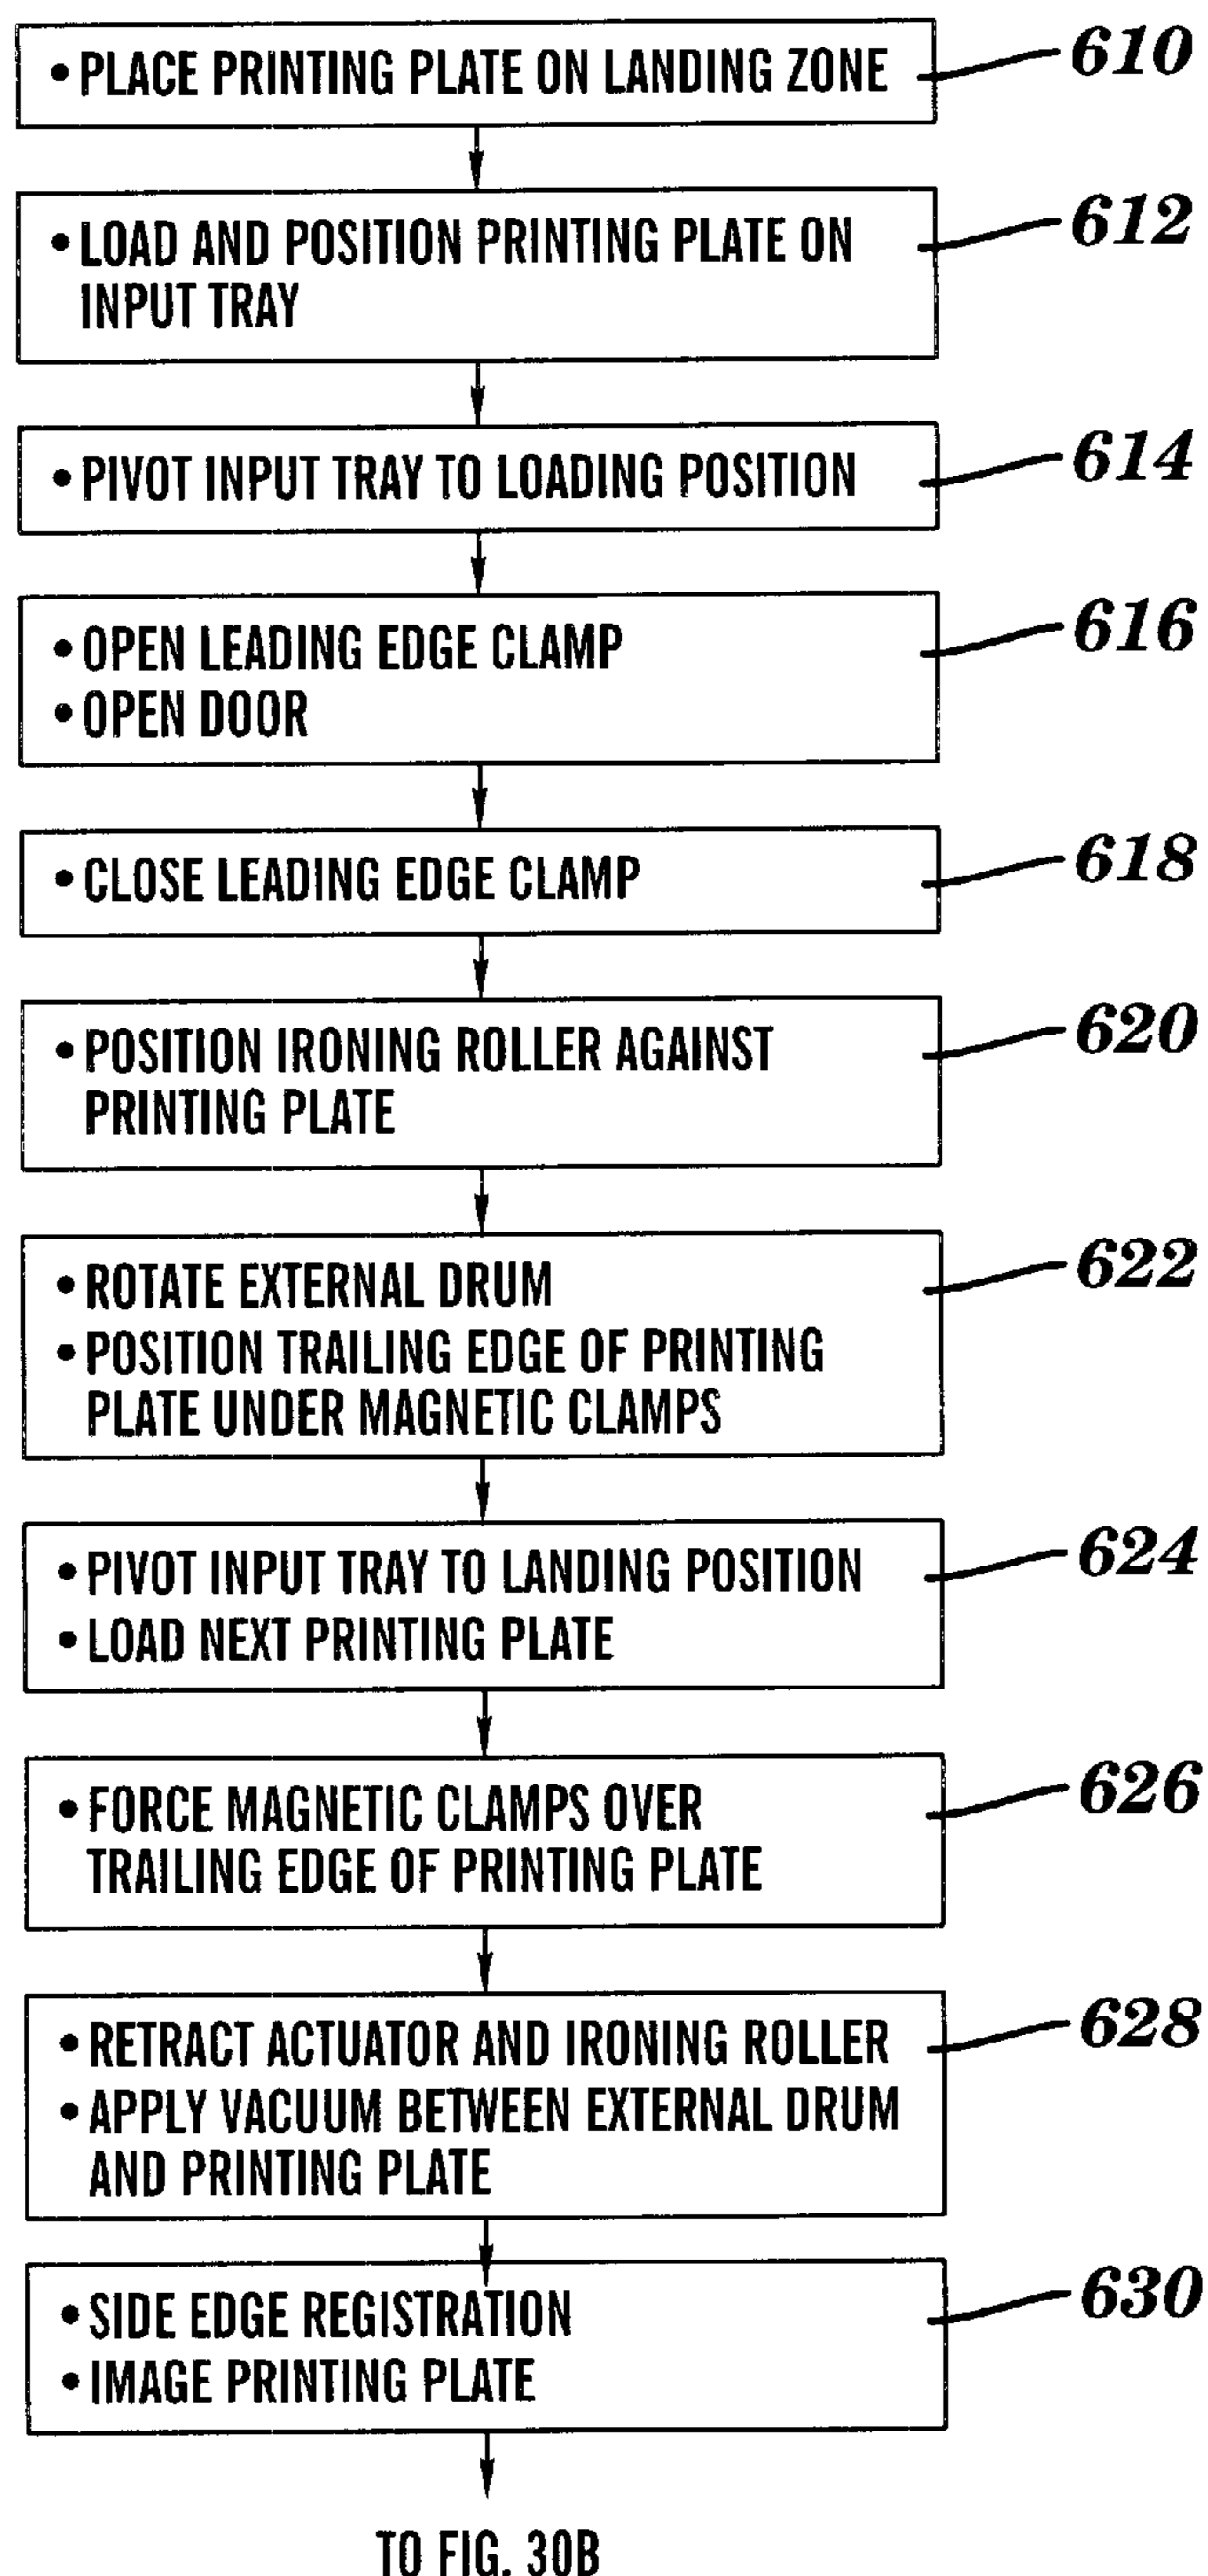 • PLACE PRINTING PLATE ON LANDING ZONE
610
• LOAD AND POSITION PRINTING PLATE ON
INPUT TRAY
612
• PIVOT INPUT TRAY TO LOADING POSITION
614
• OPEN LEADING EDGE CLAMP
• OPEN DOOR
616
• CLOSE LEADING EDGE CLAMP
618
• POSITION IRONING ROLLER AGAINST
PRINTING PLATE
620
• ROTATE EXTERNAL DRUM
• POSITION TRAILING EDGE OF PRINTING
PLATE UNDER MAGNETIC CLAMPS
622
• PIVOT INPUT TRAY TO LANDING POSITION
• LOAD NEXT PRINTING PLATE
624
• FORCE MAGNETIC CLAMPS OVER
TRAILING EDGE OF PRINTING PLATE
626
• RETRACT ACTUATOR AND IRONING ROLLER
• APPLY VACUUM BETWEEN EXTERNAL DRUM
AND PRINTING PLATE
628
• SIDE EDGE REGISTRATION
• IMAGE PRINTING PLATE
630
TO FIG. 30B